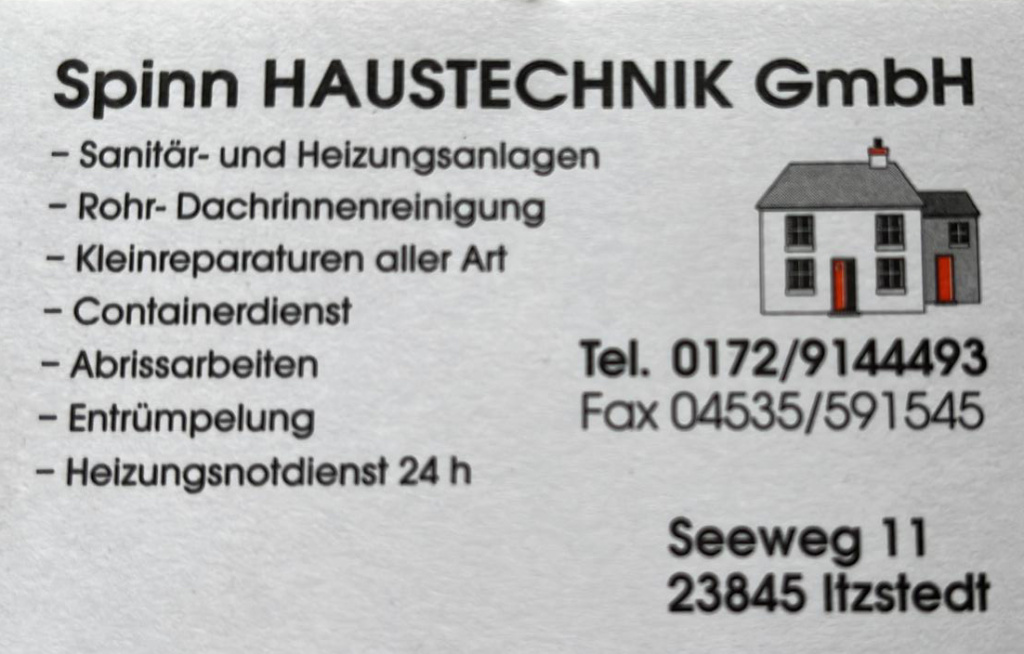 Spinn HAUSTECHNIK GmbH
– Sanitär- und Heizungsanlagen
– Rohr- Dachrinnenreinigung
– Kleinreparaturen aller Art
– Containerdienst
– Abrissarbeiten
– Entrümpelung
– Heizungsnotdienst 24 h
Tel. 0172/9144493
Fax 04535/591545
Seeweg 11
23845 Itzstedt